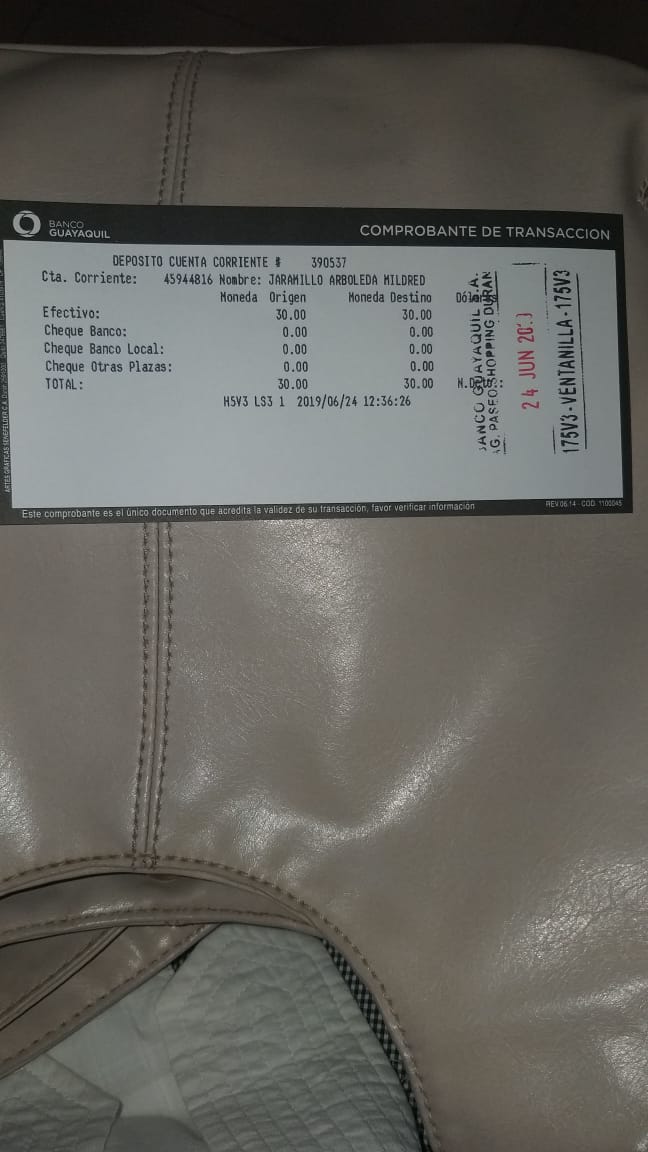 BANCO
GUAYAQUIL
COMPROBANTE DE TRANSACCION
DEPOSITO CUENTA CORRIENTE # 390537
Cta. Corriente: 45944816 Nombre: JARAMILLO ARBOLEDA MILDRED
Moneda Origen Moneda Destino Dólares
Efectivo: 30.00 30.00
Cheque Banco: 0.00 0.00
Cheque Banco Local: 0.00 0.00
Cheque Otras Plazas: 0.00 0.00
TOTAL: 30.00 30.00
H5V3 LS3 1 2019/06/24 12:36:26
BANCO GUAYAQUIL S.A.
AG. PASEO SHOPPING DURAN
24 JUN
175V3-VENTANILLA-175V3
Este comprobante es el único documento que acredita la validez de su transacción, favor verificar información
REV.06.14 - COD. 1100045
ARTES GRAFICAS SENEFELDER C.A.